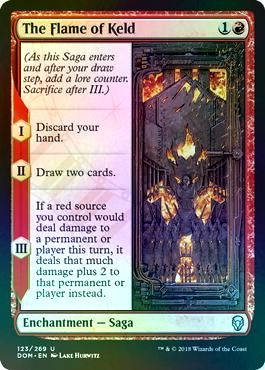 The Flame of Keld 1
(As this Saga enters
and after your draw
step, add a lore counter.
Sacrifice after III.)
I
Discard your
hand.
II
Draw two cards.
III
If a red source
you control would
deal damage to
a permanent or
player this turn, it
deals that much
damage plus 2 to
that permanent or
player instead.
Enchantment — Saga
123/269 U
DOM • EN LAKE HURWITZ
™ & © 2018 Wizards of the Coast